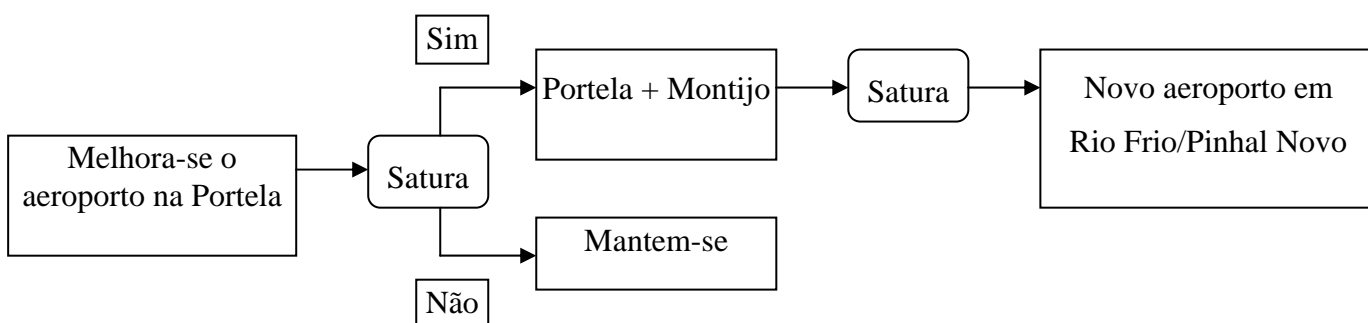 Melhora-se o
aeroporto na Portela
Satura
Sim
Portela + Montijo
Satura
Novo aeroporto em
Rio Frio/Pinhal Novo
Não
Mantem-se